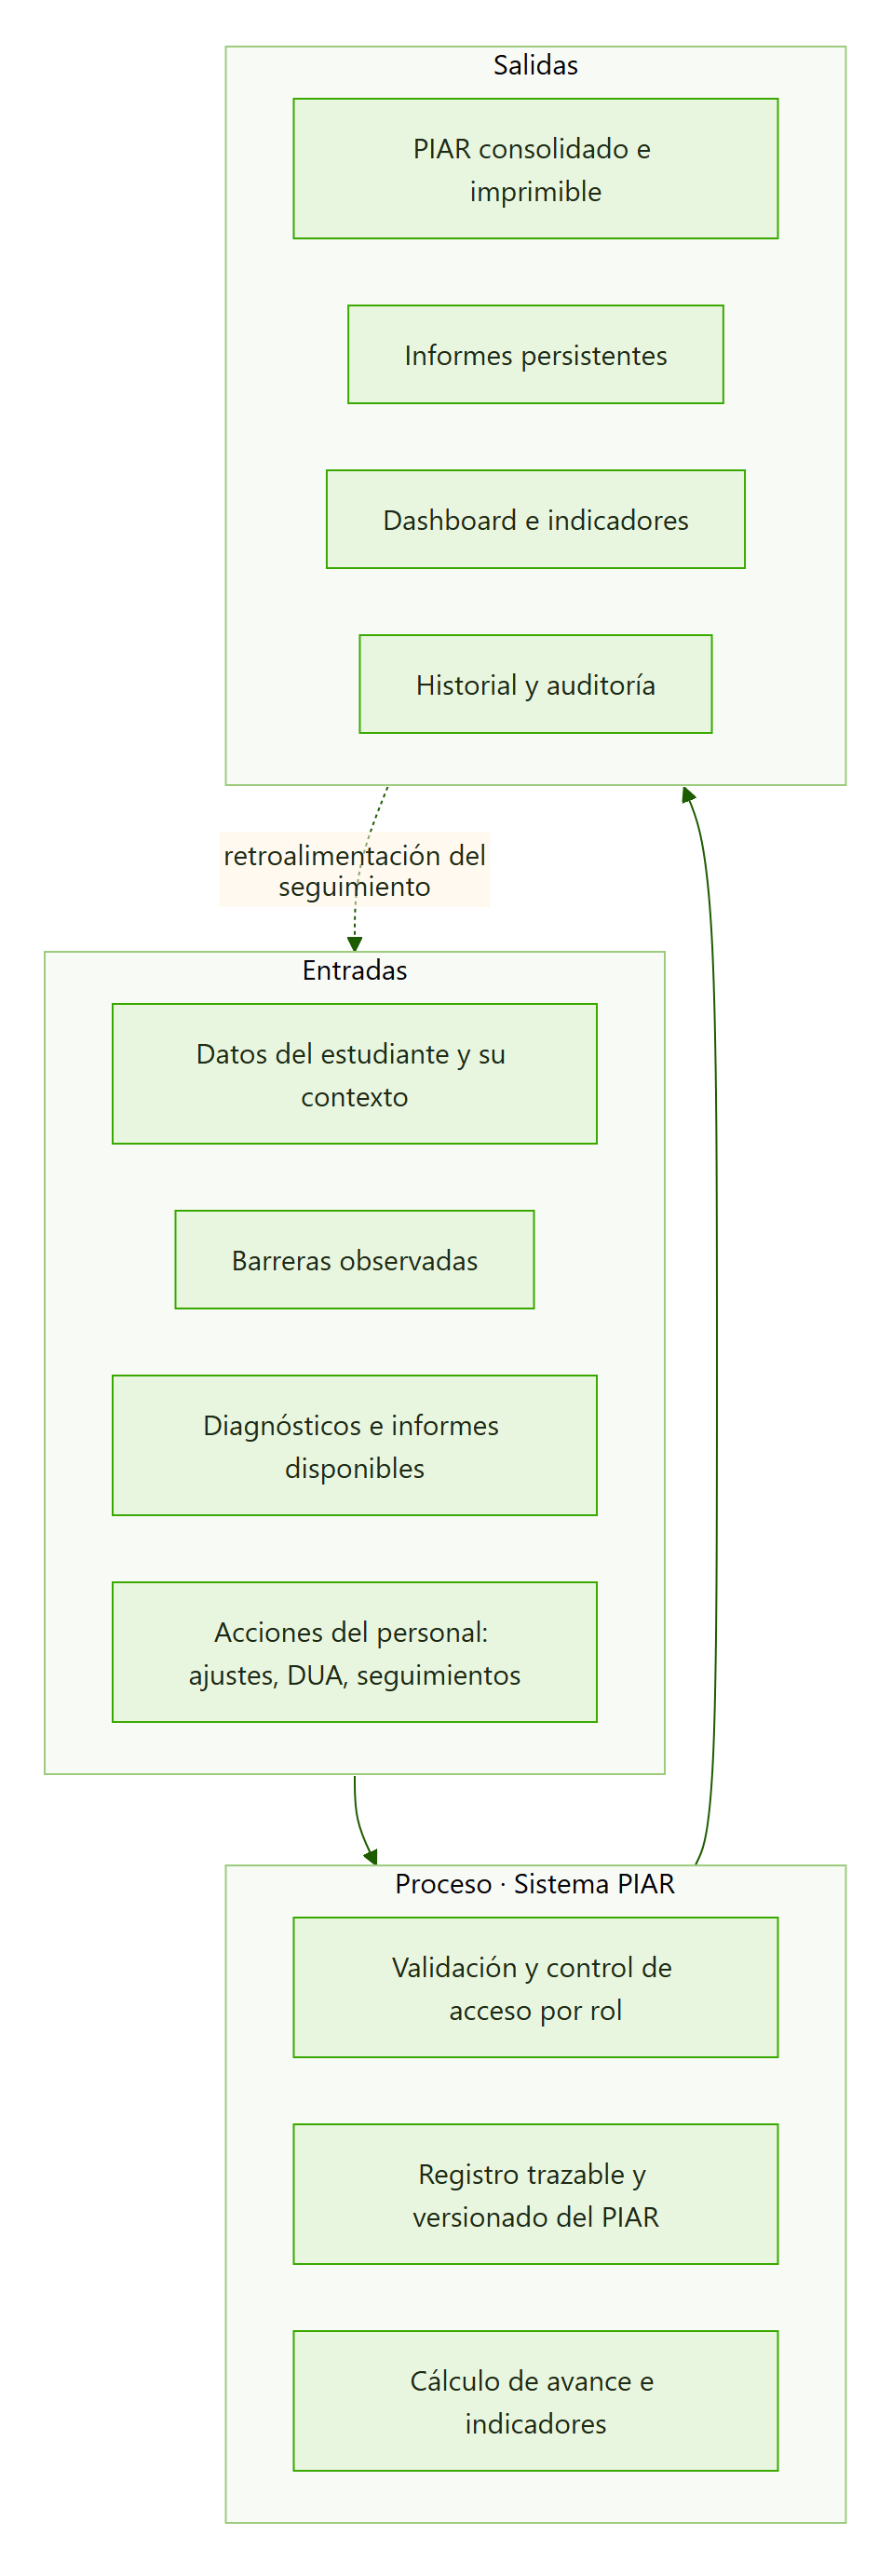 Salidas
PIAR consolidado e
imprimible
Informes persistentes
Dashboard e indicadores
Historial y auditoría
retroalimentación del
seguimiento
Entradas
Datos del estudiante y su
contexto
Barreras observadas
Diagnósticos e informes
disponibles
Acciones del personal:
ajustes, DUA, seguimientos
Proceso · Sistema PIAR
Validación y control de
acceso por rol
Registro trazable y
versionado del PIAR
Cálculo de avance e
indicadores